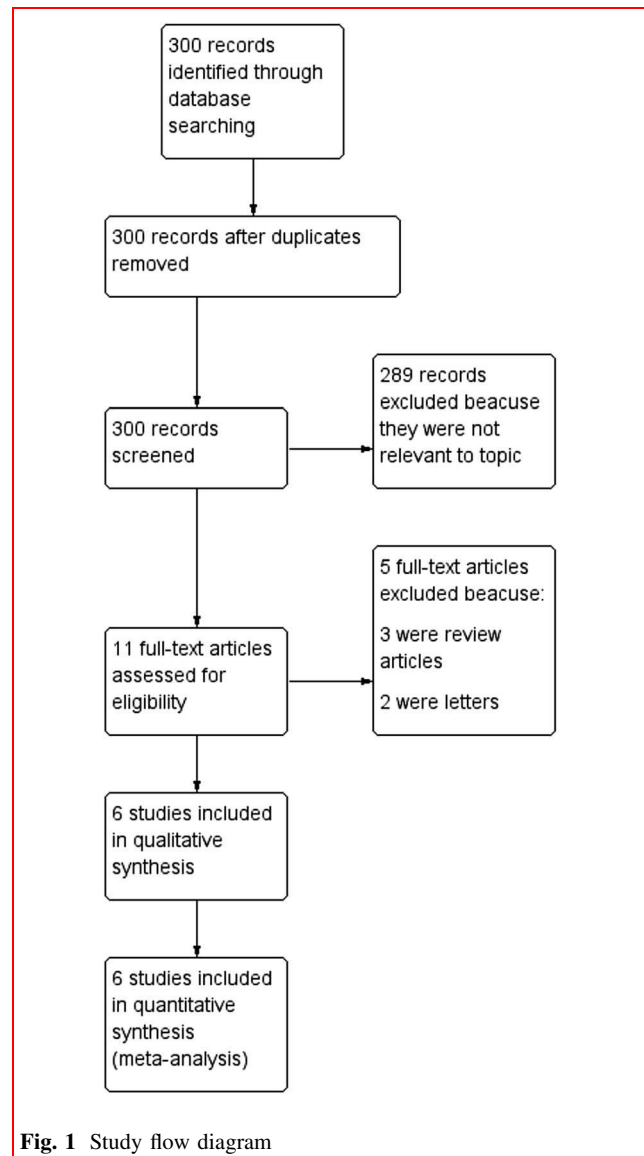 300 records
identified through
database
searching
300 records after duplicates
removed
300 records
screened
289 records
excluded beacuse
they were not
relevant to topic
11 full-text articles
assessed for
eligibility
5 full-text articles
excluded beacuse:
3 were review
articles
2 were letters
6 studies included
in qualitative
synthesis
6 studies included
in quantitative
synthesis
(meta-analysis)
Fig. 1 Study flow diagram